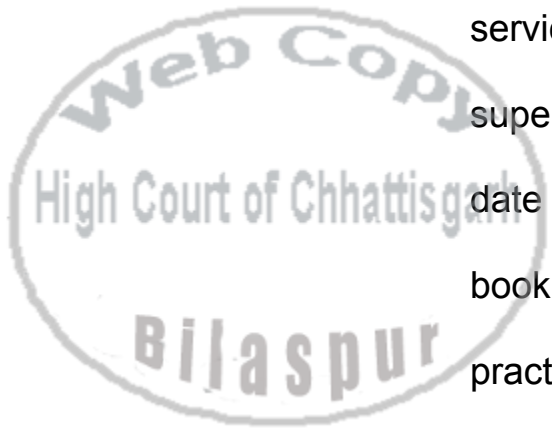 servi
Web Copy
supe
High Court of Chhattisgarh
date
book
Bilaspur
pract